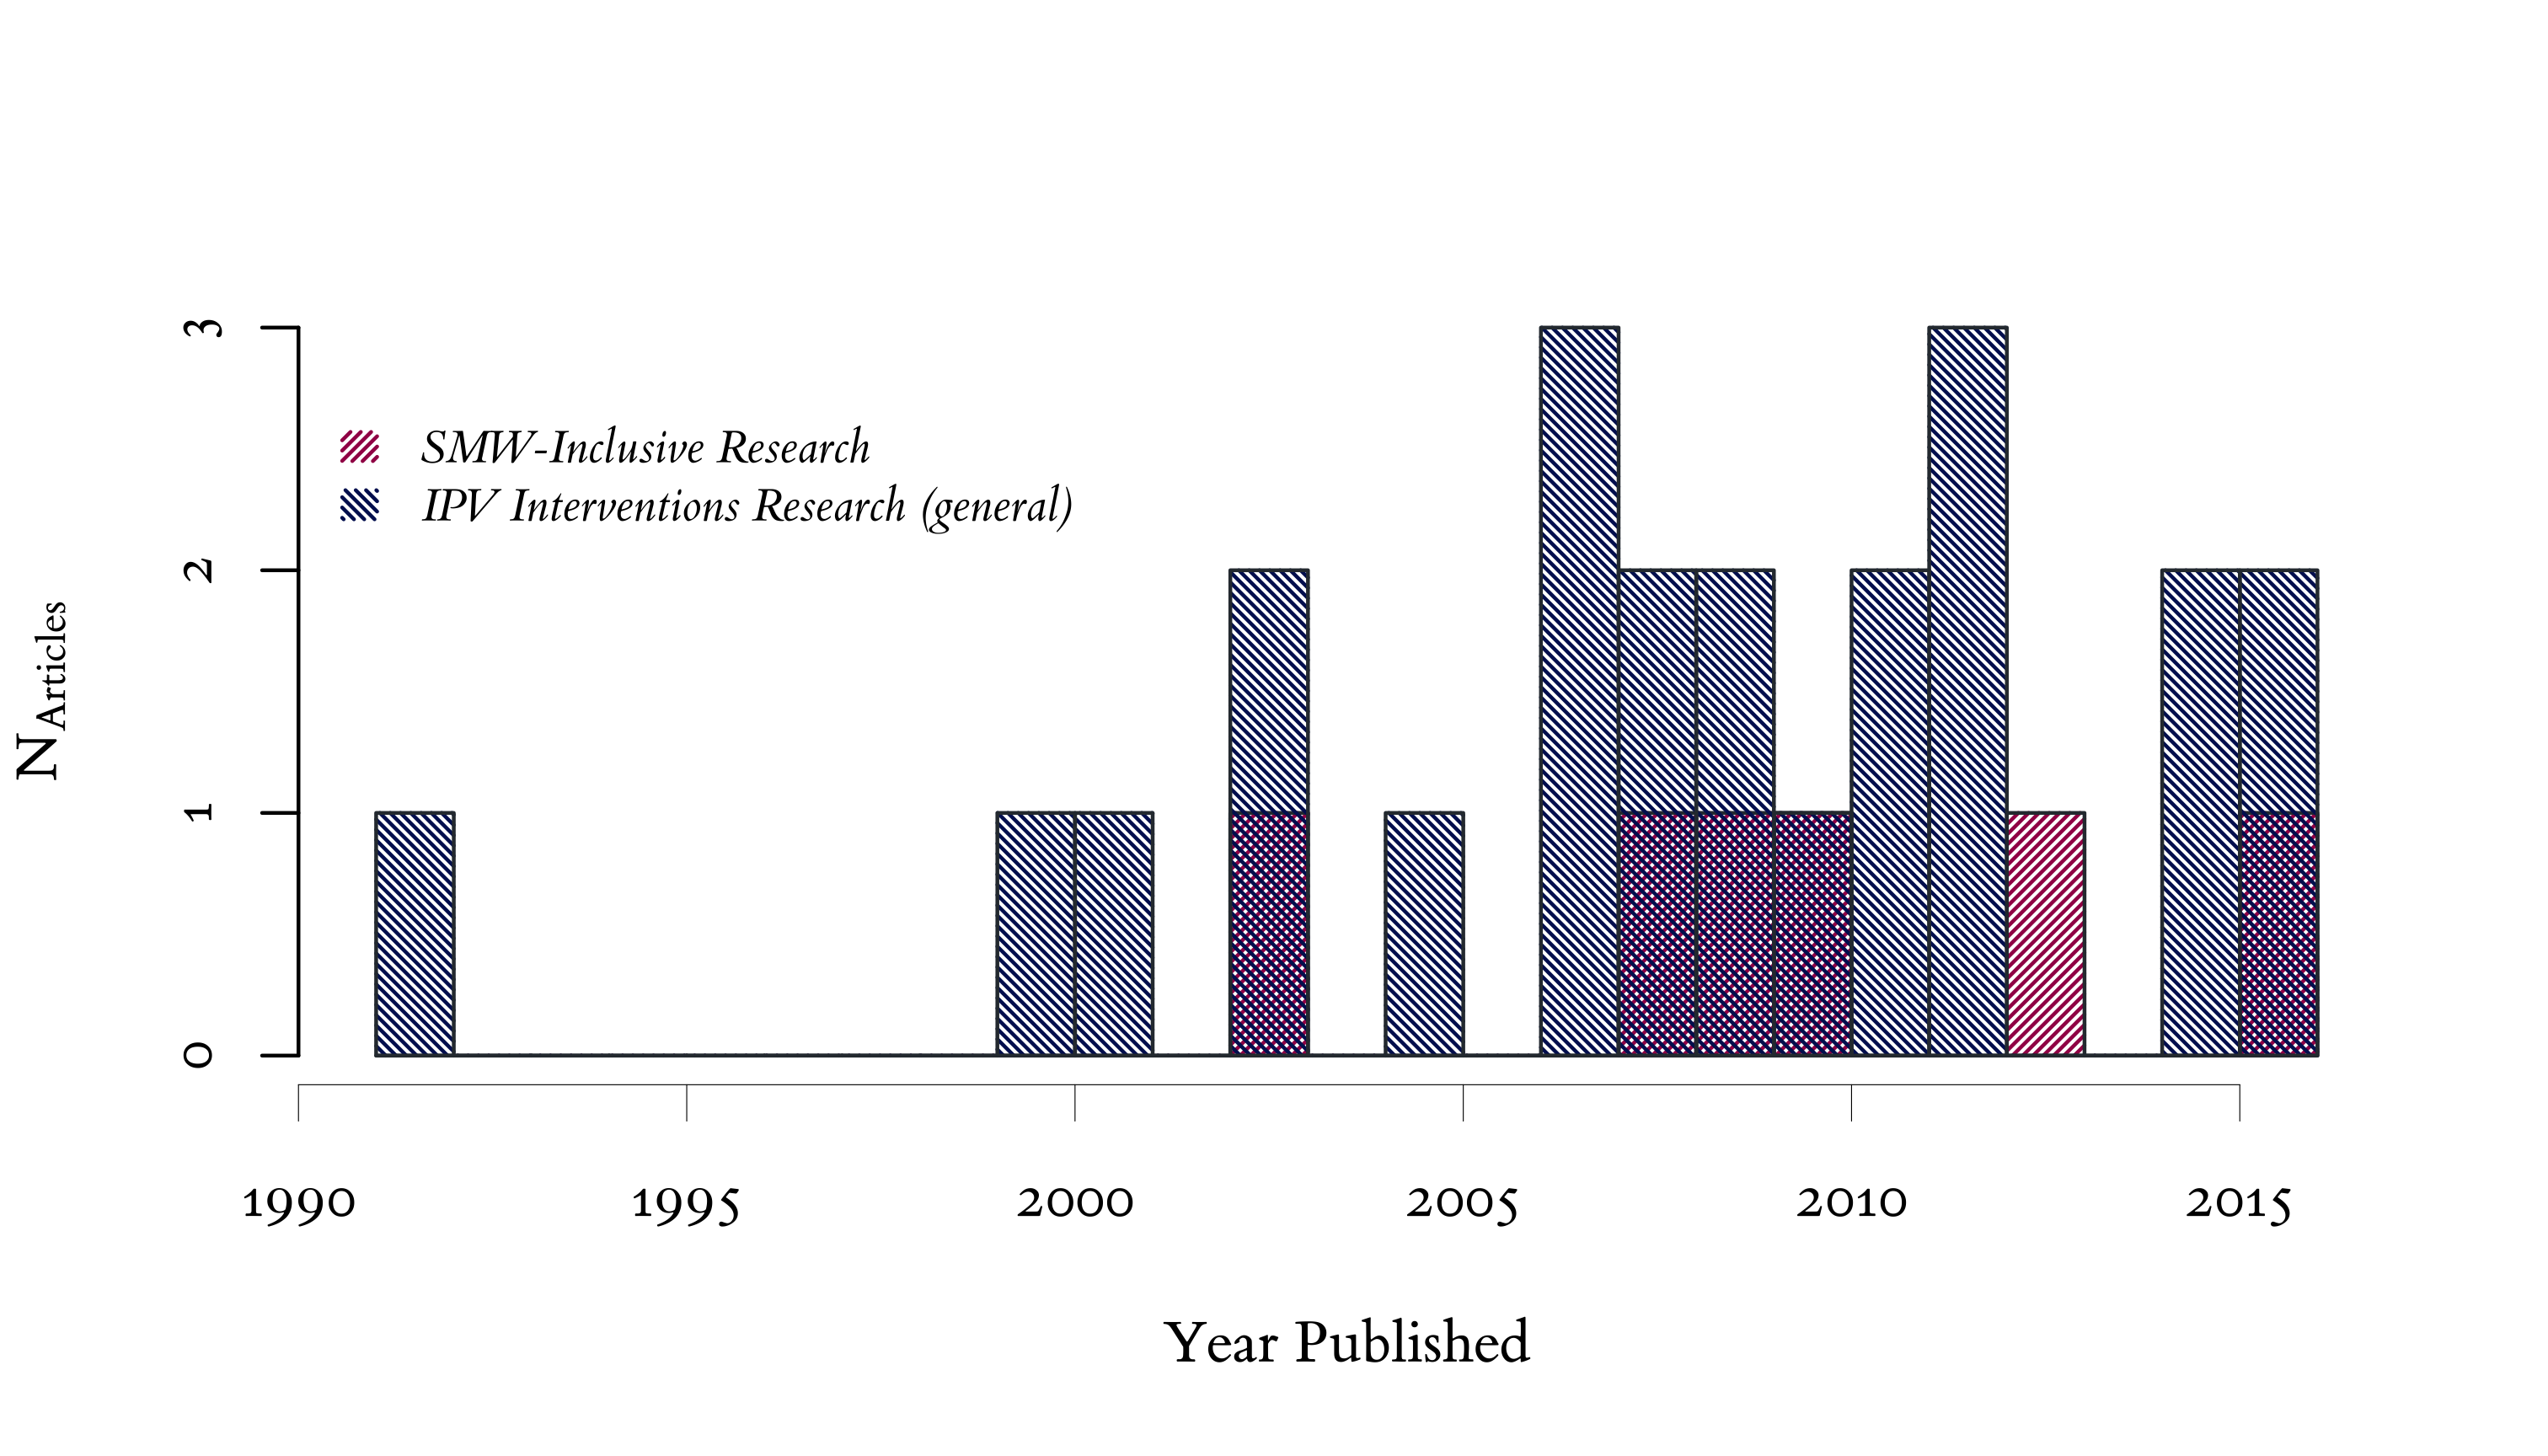 3
2
1
0
N Articles
SMW-Inclusive Research
IPV Interventions Research (general)
1990 1995 2000 2005 2010 2015
Year Published